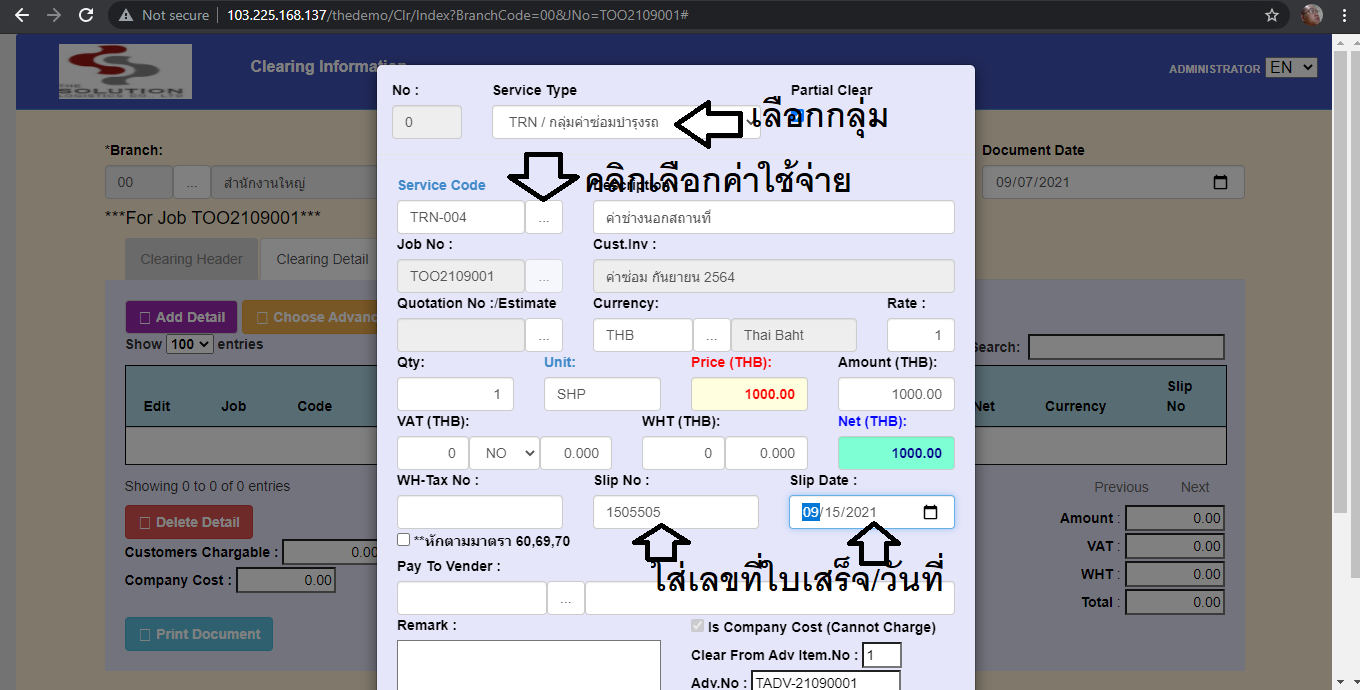 Not secure | 103.225.168.137/thedemo/Clr/Index?BranchCode=00&JNo=TOO2109001#
THE SOLUTION
LOGISTICS CO., LTD
Clearing Information
ADMINISTRATOR EN
No :
Service Type
Partial Clear
0
TRN / กลุ่มค่าซ่อมบำรุงรถ
เลือกกลุ่ม
*Branch:
Document Date
00 ... สำนักงานใหญ่
09/07/2021
คลิกเลือกค่าใช้จ่าย
Service Code
Description
***For Job TOO2109001***
TRN-004 ...
ค่าช่างนอกสถานที่
Job No :
Cust.Inv :
Clearing Header
Clearing Detail
TOO2109001 ...
ค่าซ่อม กันยายน 2564
Quotation No :/Estimate
Currency:
Rate :
Add Detail
Choose Advanc
...
THB ... Thai Baht
1
Show 100 entries
Search:
Qty:
Unit:
Price (THB):
Amount (THB):
1
SHP
1000.00
1000.00
Edit
Job
Code
Net
Currency
Slip No
VAT (THB):
WHT (THB):
Net (THB):
0 NO 0.000
0 0.000
1000.00
WH-Tax No :
Slip No :
Slip Date :
Showing 0 to 0 of 0 entries
Previous
Next
1505505
09/15/2021
Delete Detail
Amount : 0.00
**หักตามมาตรา 60,69,70
VAT : 0.00
Customers Chargable : 0.00
Pay To Vender :
ใส่เลขที่ใบเสร็จ/วันที่
WHT : 0.00
Company Cost : 0.00
...
Total : 0.00
Remark :
Is Company Cost (Cannot Charge)
Print Document
Clear From Adv Item.No : 1
Adv.No : TADV-21090001